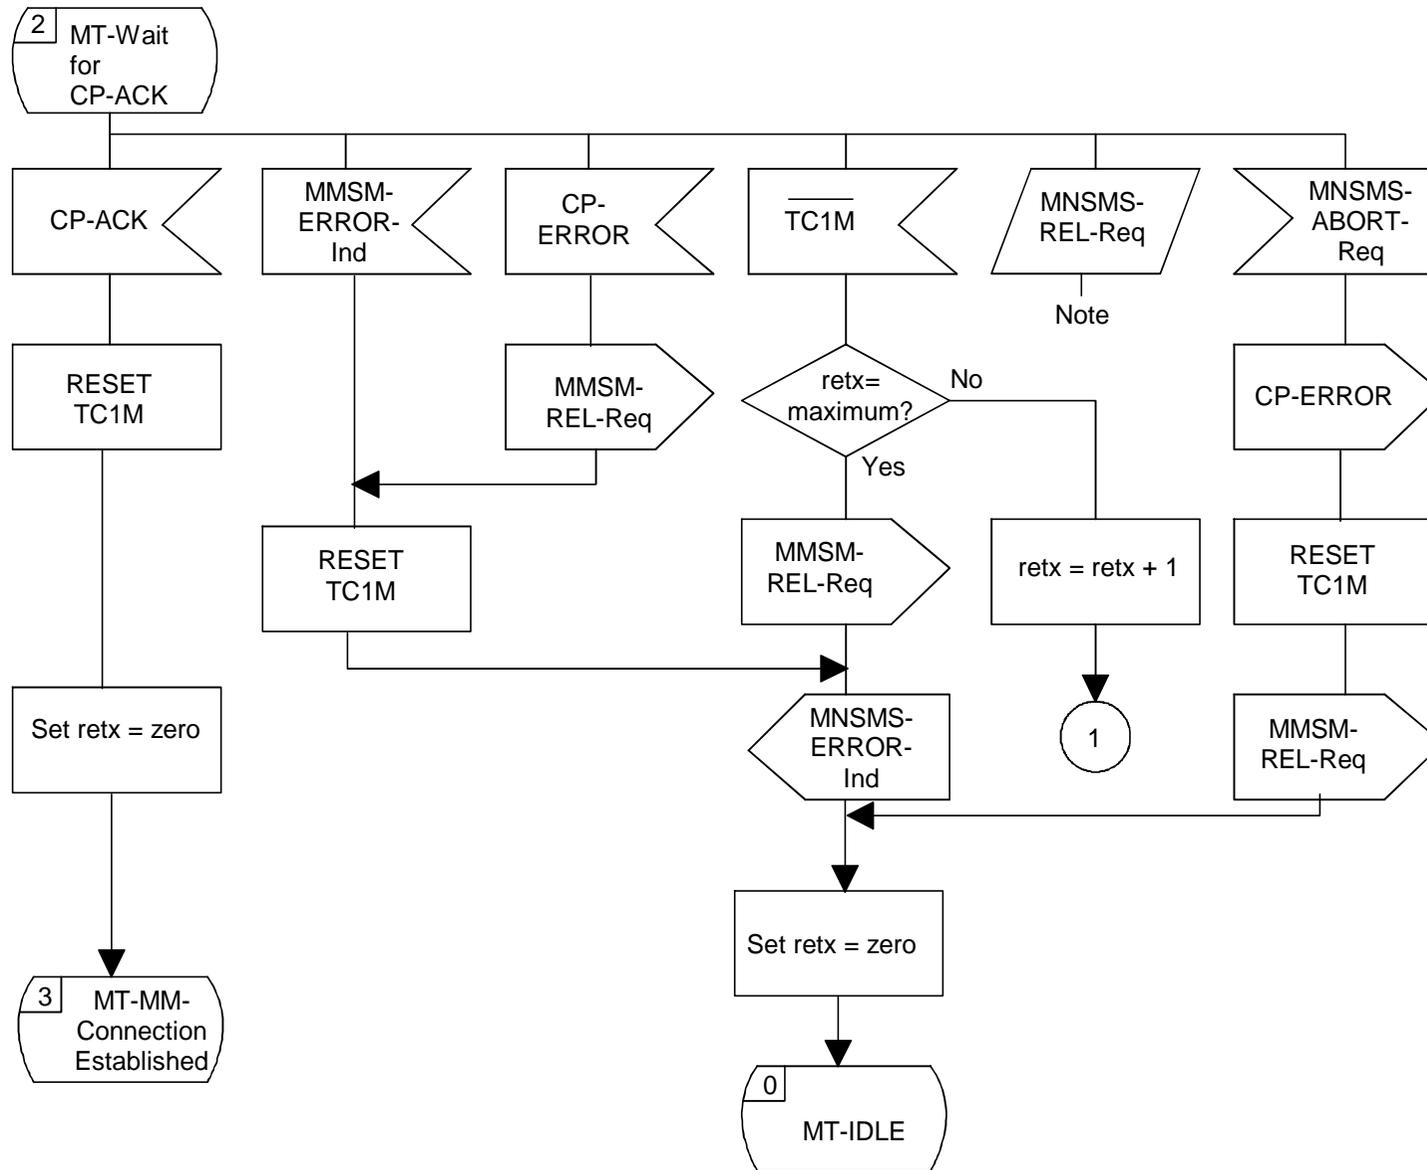 2
MT-Wait
for
CP-ACK
CP-ACK
MMSM-
ERROR-
Ind
CP-
ERROR
TC1M
MNSMS-
REL-Req
MNSMS-
ABORT-
Req
Note
RESET
TC1M
MMSM-
REL-Req
retx=
maximum?
No
Yes
CP-ERROR
RESET
TC1M
MMSM-
REL-Req
retx = retx + 1
RESET
TC1M
Set retx = zero
MNSMS-
ERROR-
Ind
1
MMSM-
REL-Req
Set retx = zero
3
MT-MM-
Connection
Established
0
MT-IDLE